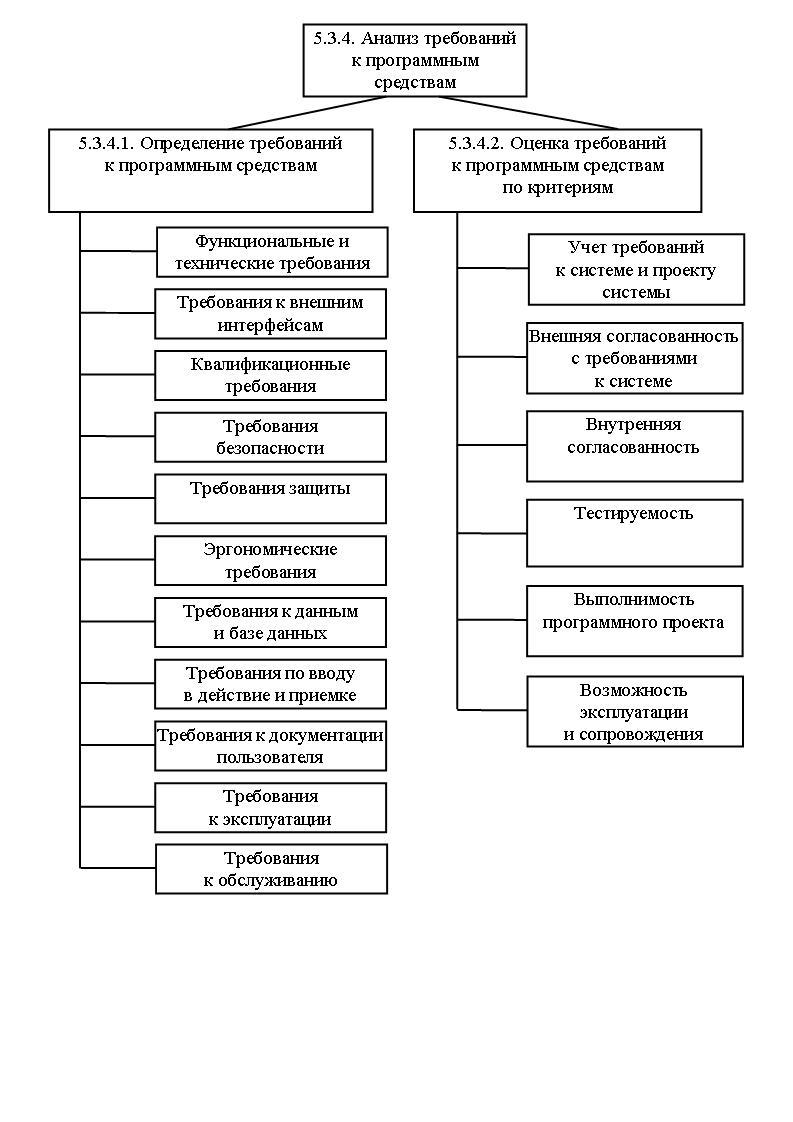 5.3.4. Анализ требований
к программным
средствам
5.3.4.1. Определение требований
к программным средствам
5.3.4.2. Оценка требований
к программным средствам
по критериям
Функциональные и
технические требования
Требования к внешним
интерфейсам
Квалификационные
требования
Требования
безопасности
Требования защиты
Эргономические
требования
Требования к данным
и базе данных
Требования по вводу
в действие и приемке
Требования к документации
пользователя
Требования
к эксплуатации
Требования
к обслуживанию
Учет требований
к системе и проекту
системы
Внешняя согласованность
с требованиями
к системе
Внутренняя
согласованность
Тестируемость
Выполнимость
программного проекта
Возможность
эксплуатации
и сопровождения